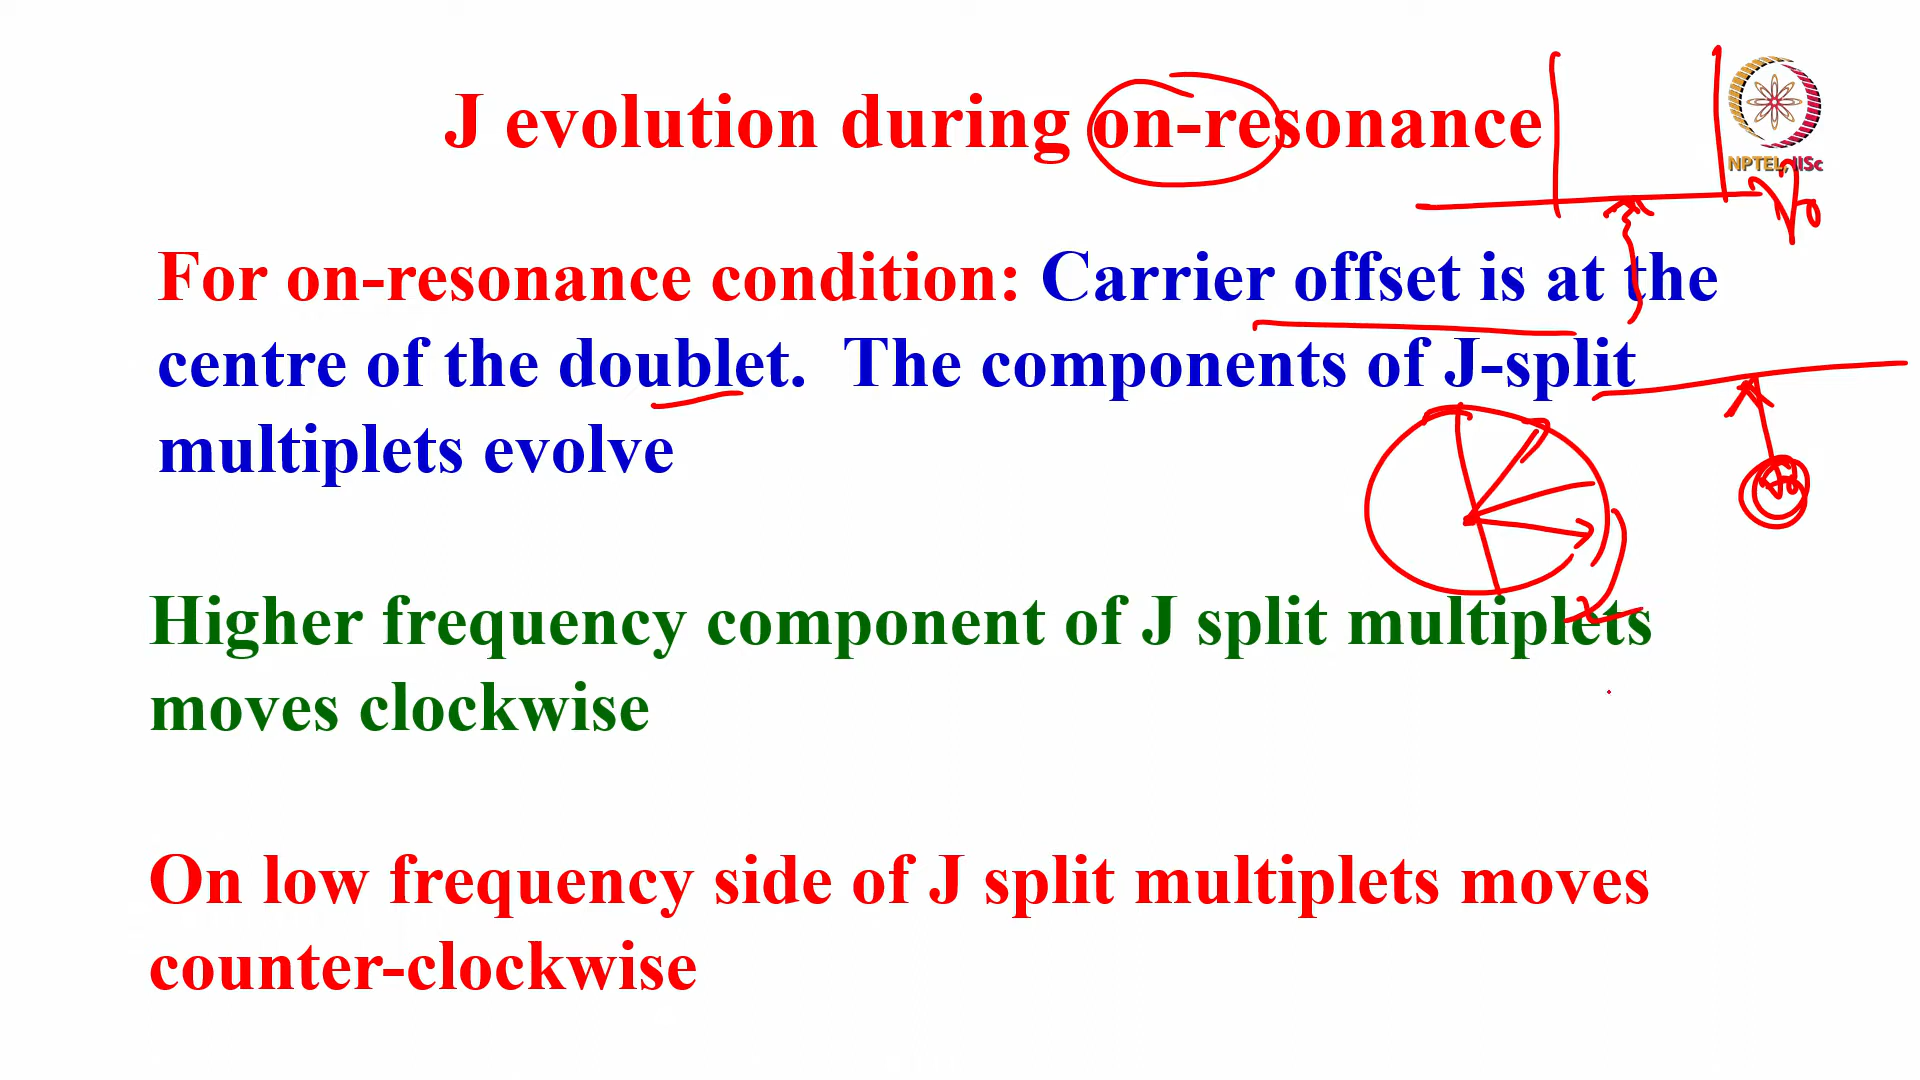 J evolution during on-resonance
NPTEL, IISc
For on-resonance condition: Carrier offset is at the
centre of the doublet. The components of J-split
multiplets evolve
Higher frequency component of J split multiplets
moves clockwise
On low frequency side of J split multiplets moves
counter-clockwise